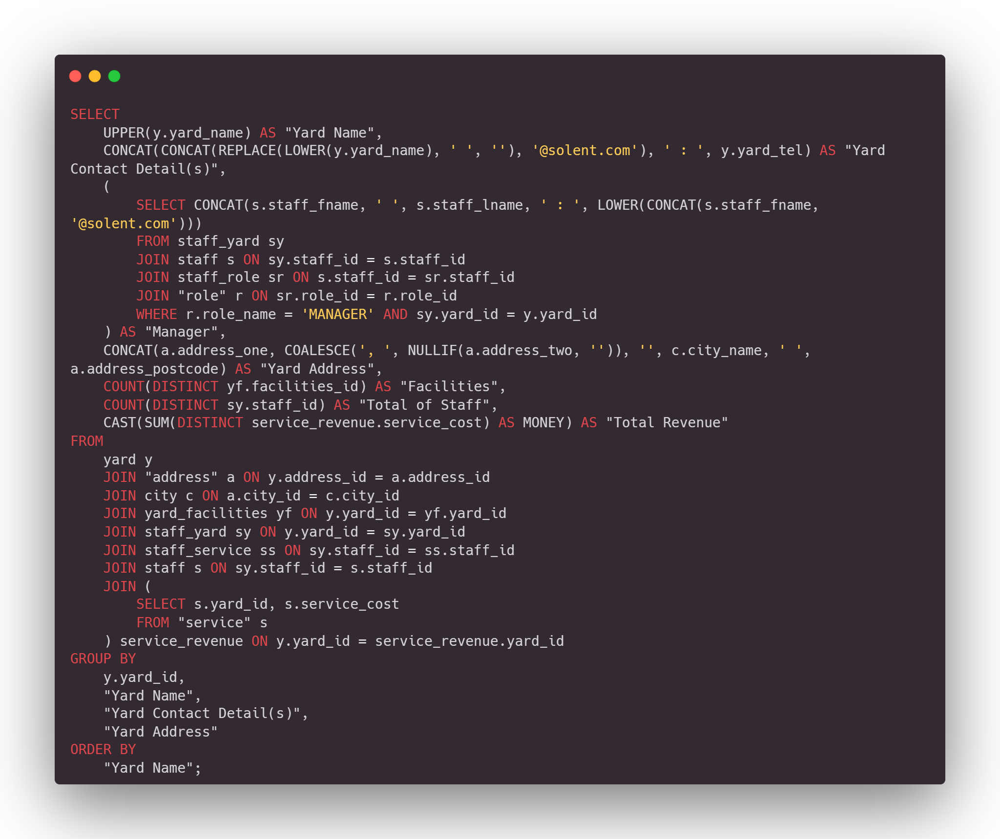 SELECT
    UPPER(y.yard_name) AS "Yard Name",
    CONCAT(CONCAT(REPLACE(LOWER(y.yard_name), ' ', ''), '@solent.com'), ' : ', y.yard_tel) AS "Yard
Contact Detail(s)",
    (
        SELECT CONCAT(s.staff_fname, ' ', s.staff_lname, ' : ', LOWER(CONCAT(s.staff_fname,
'@solent.com')))
        FROM staff_yard sy
        JOIN staff s ON sy.staff_id = s.staff_id
        JOIN staff_role sr ON s.staff_id = sr.staff_id
        JOIN "role" r ON sr.role_id = r.role_id
        WHERE r.role_name = 'MANAGER' AND sy.yard_id = y.yard_id
    ) AS "Manager",
    CONCAT(a.address_one, COALESCE(', ', NULLIF(a.address_two, '')), '', c.city_name, ' ',
a.address_postcode) AS "Yard Address",
    COUNT(DISTINCT yf.facilities_id) AS "Facilities",
    COUNT(DISTINCT sy.staff_id) AS "Total of Staff",
    CAST(SUM(DISTINCT service_revenue.service_cost) AS MONEY) AS "Total Revenue"
FROM
    yard y
    JOIN "address" a ON y.address_id = a.address_id
    JOIN city c ON a.city_id = c.city_id
    JOIN yard_facilities yf ON y.yard_id = yf.yard_id
    JOIN staff_yard sy ON y.yard_id = sy.yard_id
    JOIN staff_service ss ON sy.staff_id = ss.staff_id
    JOIN staff s ON sy.staff_id = s.staff_id
    JOIN (
        SELECT s.yard_id, s.service_cost
        FROM "service" s
    ) service_revenue ON y.yard_id = service_revenue.yard_id
GROUP BY
    y.yard_id,
    "Yard Name",
    "Yard Contact Detail(s)",
    "Yard Address"
ORDER BY
    "Yard Name";